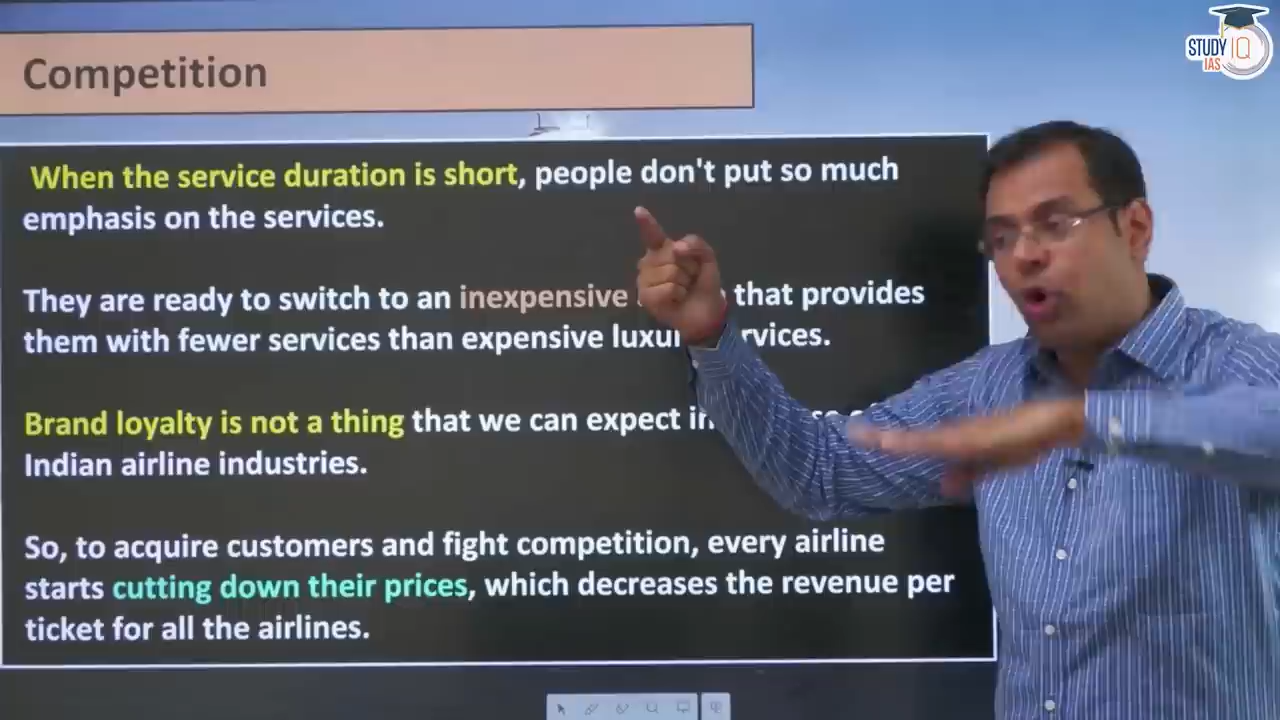 Competition
STUDY IQ
IAS
When the service duration is short, people don't put so much
emphasis on the services.
They are ready to switch to an inexpensive that provides
them with fewer services than expensive luxu rvices.
Brand loyalty is not a thing that we can expect in
Indian airline industries.
So, to acquire customers and fight competition, every airline
starts cutting down their prices, which decreases the revenue per
ticket for all the airlines.